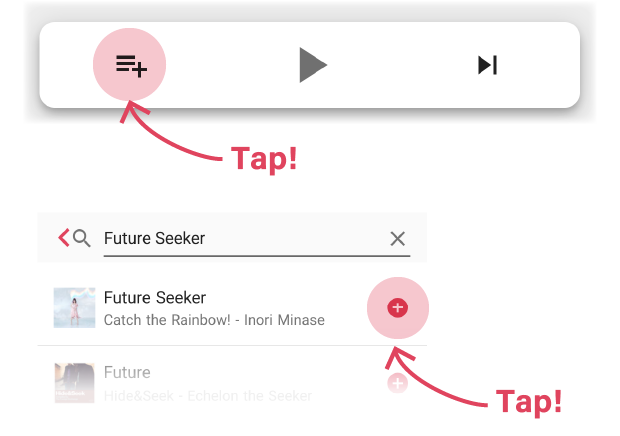 Tap!
Future Seeker
Future Seeker
Catch the Rainbow! - Inori Minase
Future
Hide&Seek - Echelon the Seeker
Tap!